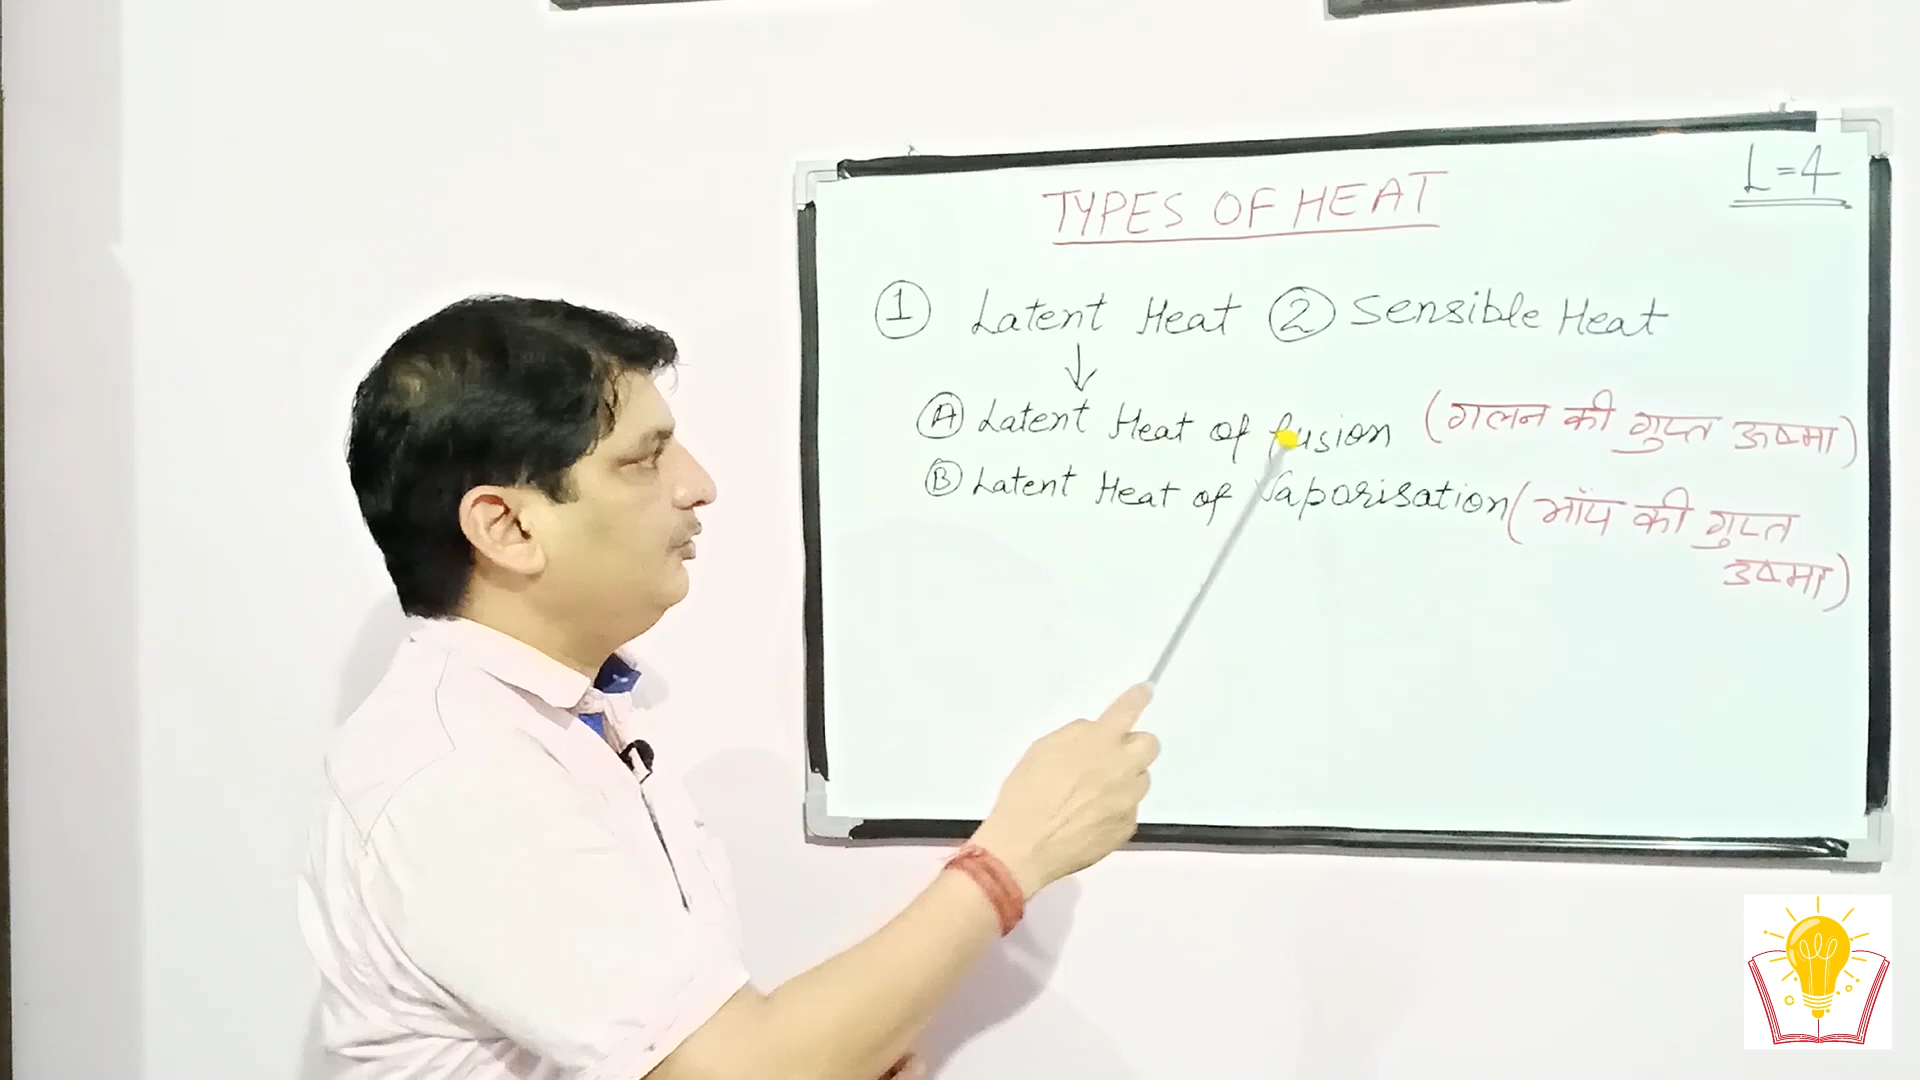 L=4
TYPES OF HEAT
1 Latent Heat 2 Sensible Heat
A Latent Heat of fusion (गलन की गुप्त ऊष्मा)
B Latent Heat of Vaporisation (भॉप की गुप्त
उष्मा)